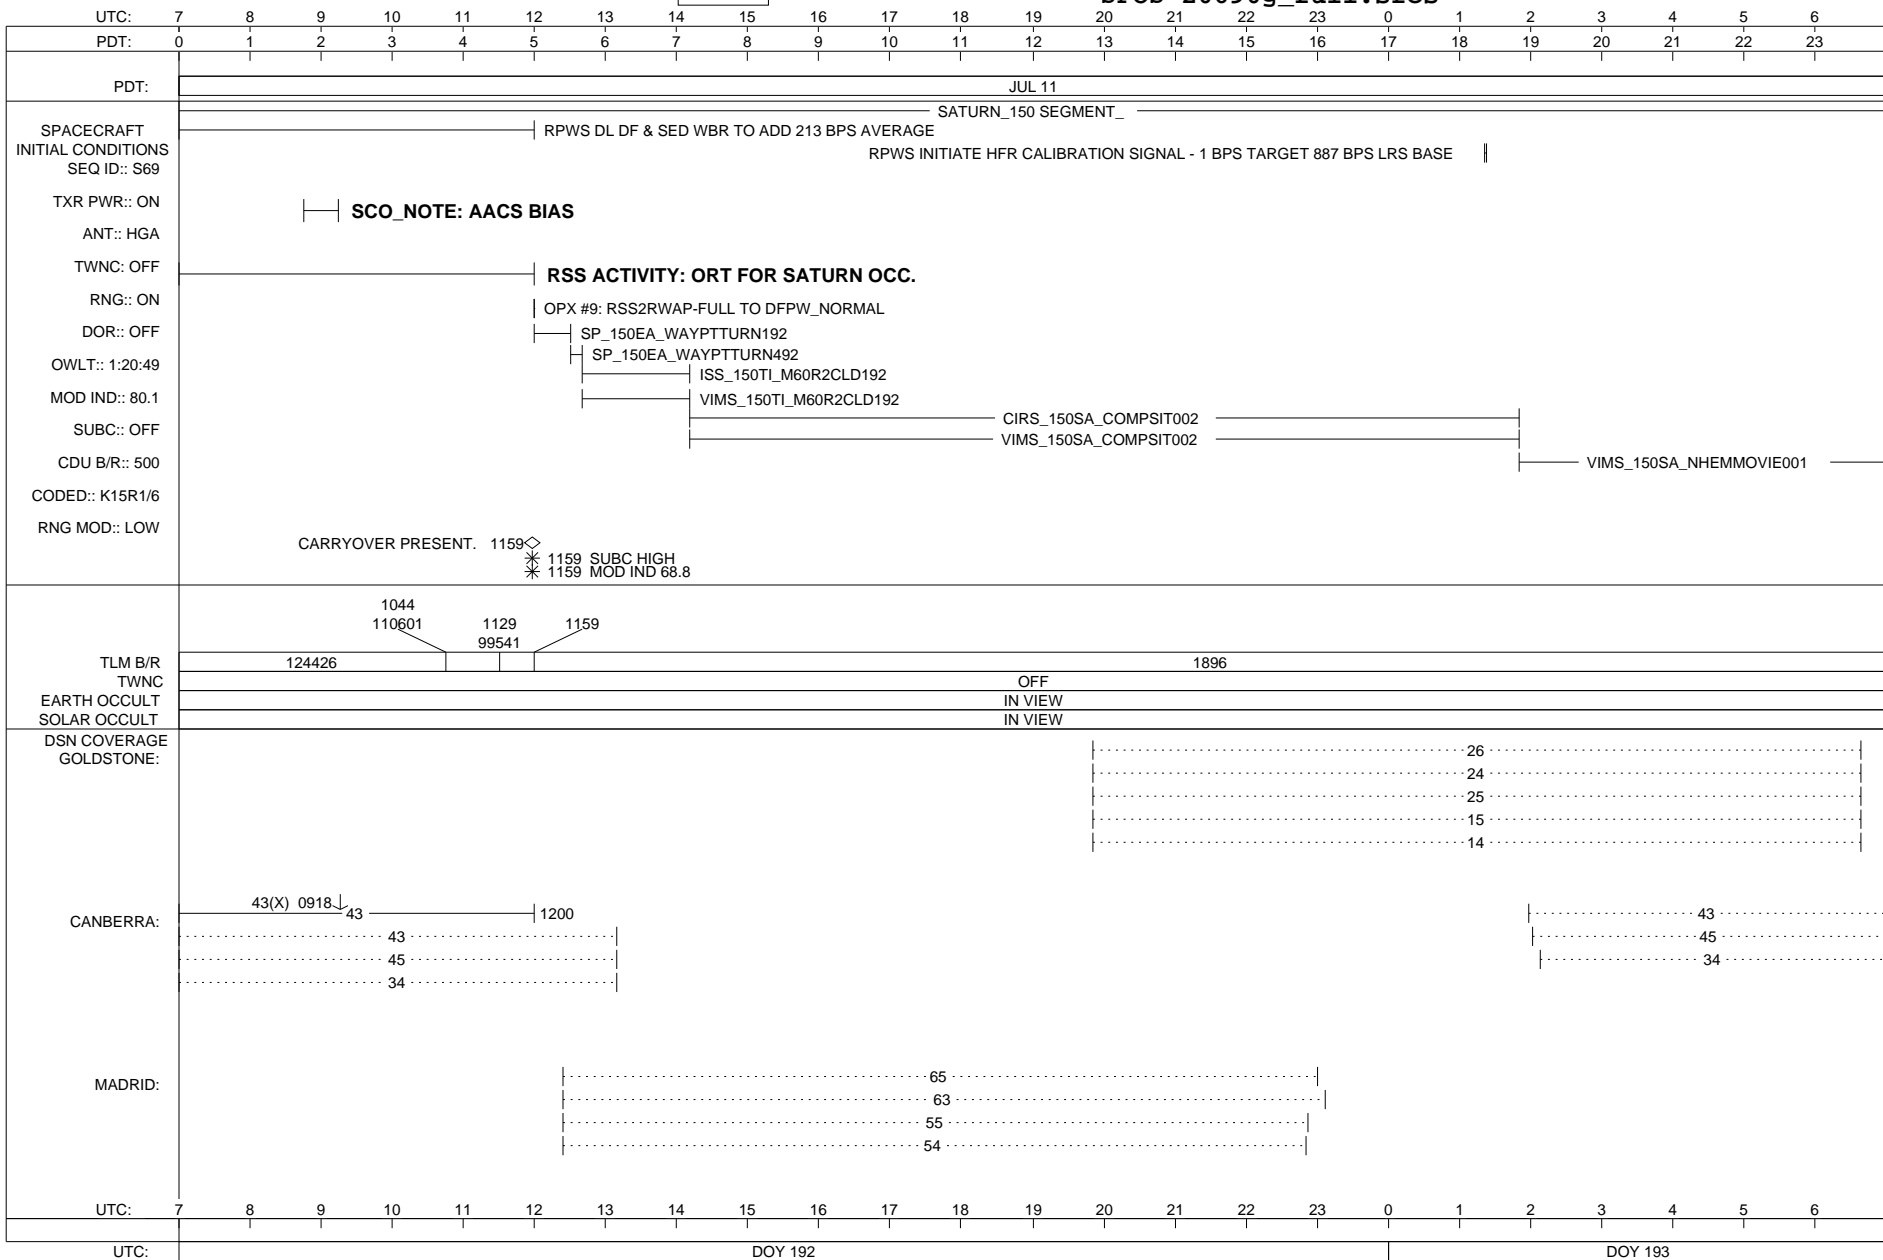 UTC: 7 8 9 10 11 12 13 14 15 16 17 18 19 20 21 22 23 0 1 2 3 4 5 6
PDT: 0 1 2 3 4 5 6 7 8 9 10 11 12 13 14 15 16 17 18 19 20 21 22 23
PDT: JUL 11
SATURN_150 SEGMENT_
SPACECRAFT
INITIAL CONDITIONS
SEQ ID:: S69
RPWS DL DF & SED WBR TO ADD 213 BPS AVERAGE
RPWS INITIATE HFR CALIBRATION SIGNAL - 1 BPS TARGET 887 BPS LRS BASE
TXR PWR:: ON
SCO_NOTE: AACS BIAS
ANT:: HGA
TWNC: OFF
RSS ACTIVITY: ORT FOR SATURN OCC.
RNG:: ON
OPX #9: RSS2RWAP-FULL TO DFPW_NORMAL
DOR:: OFF
SP_150EA_WAYPTTURN192
SP_150EA_WAYPTTURN492
OWLT:: 1:20:49
ISS_150TI_M60R2CLD192
MOD IND:: 80.1
VIMS_150TI_M60R2CLD192
CIRS_150SA_COMPSIT002
SUBC:: OFF
VIMS_150SA_COMPSIT002
CDU B/R:: 500
VIMS_150SA_NHEMMOVIE001
CODED:: K15R1/6
RNG MOD:: LOW
CARRYOVER PRESENT. 1159
1159 SUBC HIGH
1159 MOD IND 68.8
1044
110601 1129 1159
99541
TLM B/R 124426 1896
TWNC OFF
EARTH OCCULT IN VIEW
SOLAR OCCULT IN VIEW
DSN COVERAGE
GOLDSTONE:
26
24
25
15
14
CANBERRA:
43(X) 0918
43 1200 43
43 45
45 34
34
MADRID:
65
63
55
54
UTC: 7 8 9 10 11 12 13 14 15 16 17 18 19 20 21 22 23 0 1 2 3 4 5 6
UTC: DOY 192 DOY 193